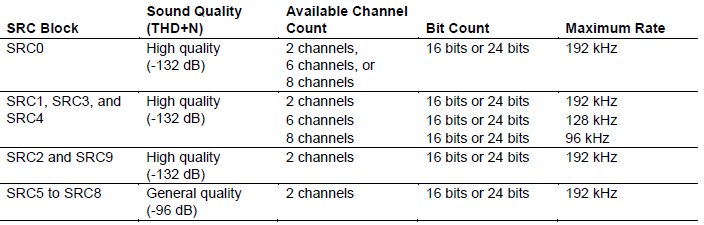 Sound Quality Available Channel
SRC Block (THD+N) Count Bit Count Maximum Rate
SRC0 High quality 2 channels, 16 bits or 24 bits 192 kHz
(-132 dB) 6 channels, or
8 channels
SRC1, SRC3, and High quality 2 channels 16 bits or 24 bits 192 kHz
SRC4 (-132 dB) 6 channels 16 bits or 24 bits 128 kHz
8 channels 16 bits or 24 bits 96 kHz
SRC2 and SRC9 High quality 2 channels 16 bits or 24 bits 192 kHz
(-132 dB)
SRC5 to SRC8 General quality 2 channels 16 bits or 24 bits 192 kHz
(-96 dB)